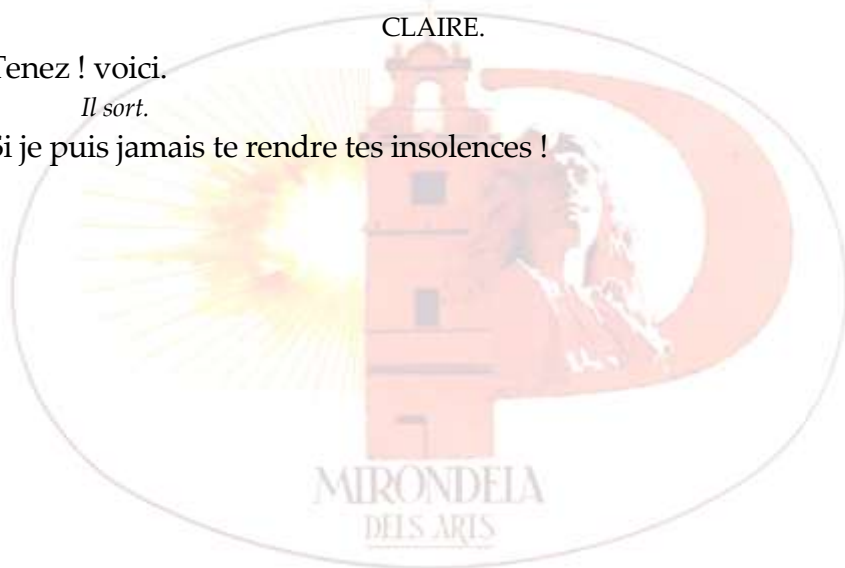 CLAIRE.
Tenez ! voici.
Il sort.
Si je puis jamais te rendre tes insolences !
MIRONDELA
DELS ARTS